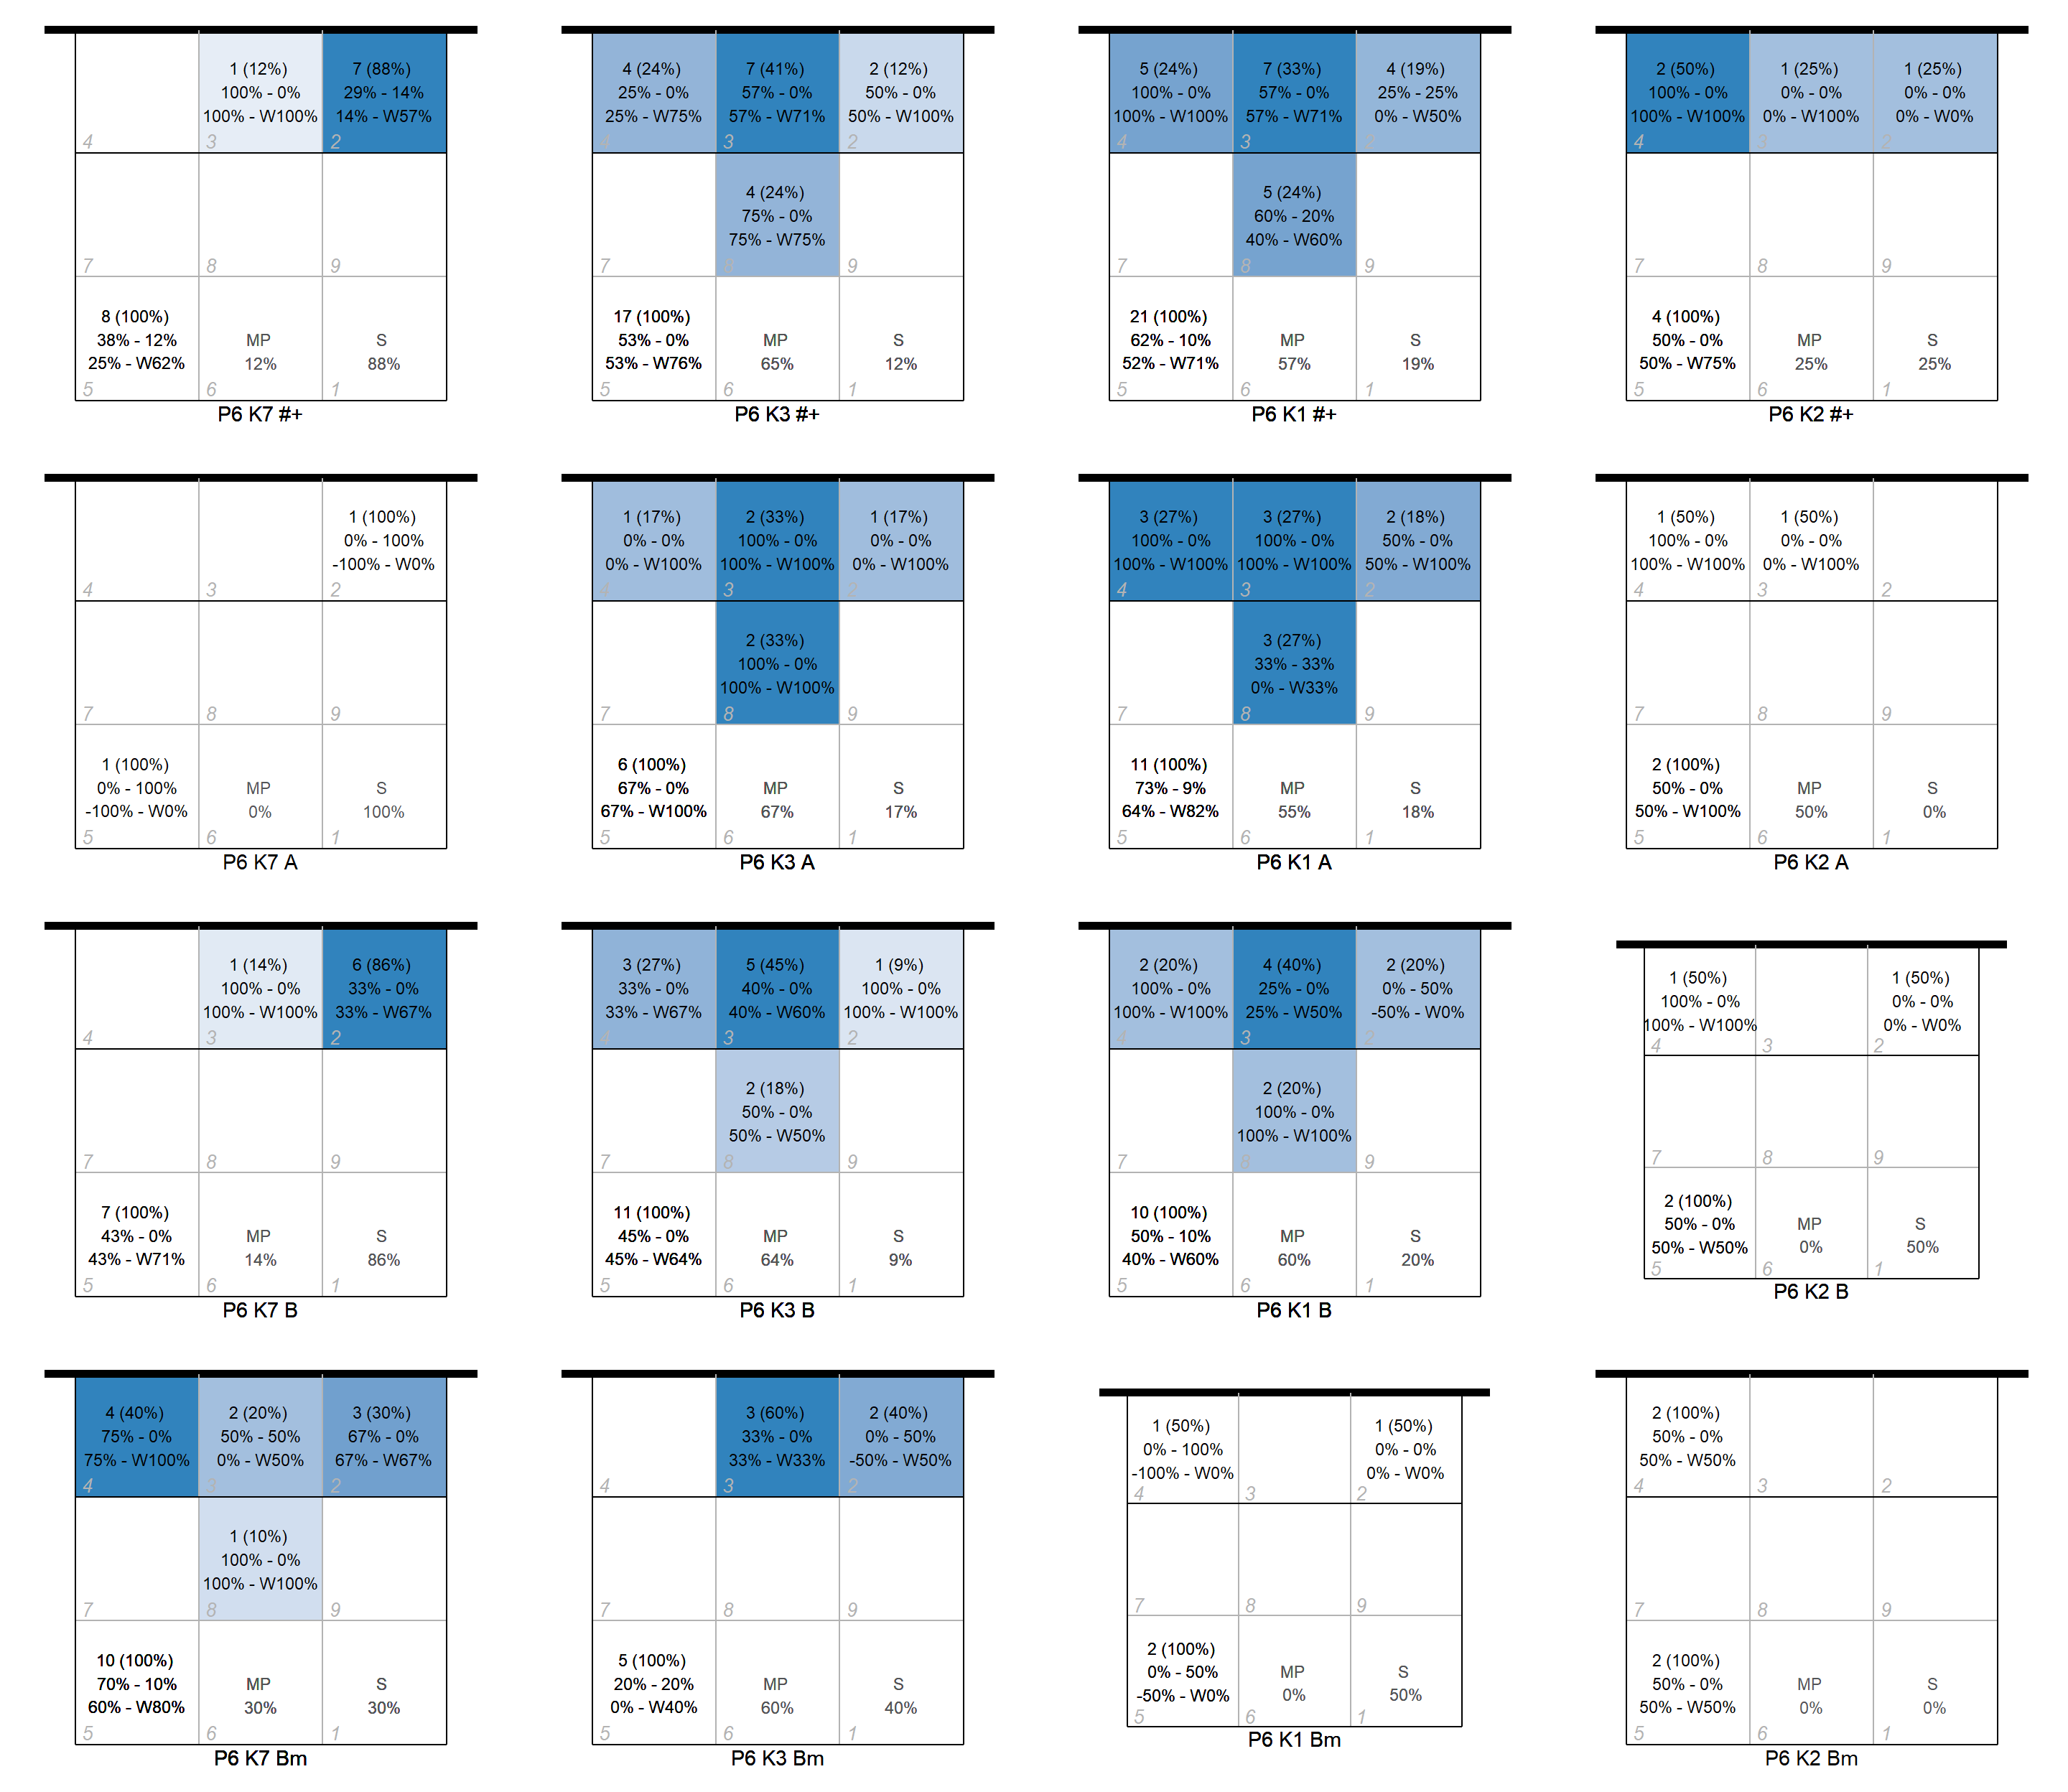 4
1 (12%)
100% - 0%
100% - W100%
3
7 (88%)
29% - 14%
14% - W57%
2
7
8
9
8 (100%)
38% - 12%
25% - W62%
5
MP
12%
6
S
88%
1
P6 K7 #+
4 (24%)
25% - 0%
25% - W75%
4
7 (41%)
57% - 0%
57% - W71%
3
2 (12%)
50% - 0%
50% - W100%
2
7
4 (24%)
75% - 0%
75% - W75%
8
9
17 (100%)
53% - 0%
53% - W76%
5
MP
65%
6
S
12%
1
P6 K3 #+
5 (24%)
100% - 0%
100% - W100%
4
7 (33%)
57% - 0%
57% - W71%
3
4 (19%)
25% - 25%
0% - W50%
2
7
5 (24%)
60% - 20%
40% - W60%
8
9
21 (100%)
62% - 10%
52% - W71%
5
MP
57%
6
S
19%
1
P6 K1 #+
2 (50%)
100% - 0%
100% - W100%
4
1 (25%)
0% - 0%
0% - W100%
3
1 (25%)
0% - 0%
0% - W0%
2
7
8
9
4 (100%)
50% - 0%
50% - W75%
5
MP
25%
6
S
25%
1
P6 K2 #+
4
3
1 (100%)
0% - 100%
-100% - W0%
2
7
8
9
1 (100%)
0% - 100%
-100% - W0%
5
MP
0%
6
S
100%
1
P6 K7 A
1 (17%)
0% - 0%
0% - W100%
4
2 (33%)
100% - 0%
100% - W100%
3
1 (17%)
0% - 0%
0% - W100%
2
7
2 (33%)
100% - 0%
100% - W100%
8
9
6 (100%)
67% - 0%
67% - W100%
5
MP
67%
6
S
17%
1
P6 K3 A
3 (27%)
100% - 0%
100% - W100%
4
3 (27%)
100% - 0%
100% - W100%
3
2 (18%)
50% - 0%
50% - W100%
2
7
3 (27%)
33% - 33%
0% - W33%
8
9
11 (100%)
73% - 9%
64% - W82%
5
MP
55%
6
S
18%
1
P6 K1 A
1 (50%)
100% - 0%
100% - W100%
4
1 (50%)
0% - 0%
0% - W100%
3
2
7
8
9
2 (100%)
50% - 0%
50% - W100%
5
MP
50%
6
S
0%
1
P6 K2 A
4
1 (14%)
100% - 0%
100% - W100%
3
6 (86%)
33% - 0%
33% - W67%
2
7
8
9
7 (100%)
43% - 0%
43% - W71%
5
MP
14%
6
S
86%
1
P6 K7 B
3 (27%)
33% - 0%
33% - W67%
4
5 (45%)
40% - 0%
40% - W60%
3
1 (9%)
100% - 0%
100% - W100%
2
7
2 (18%)
50% - 0%
50% - W50%
8
9
11 (100%)
45% - 0%
45% - W64%
5
MP
64%
6
S
9%
1
P6 K3 B
2 (20%)
100% - 0%
100% - W100%
4
4 (40%)
25% - 0%
25% - W50%
3
2 (20%)
0% - 50%
-50% - W0%
2
7
2 (20%)
100% - 0%
100% - W100%
8
9
10 (100%)
50% - 10%
40% - W60%
5
MP
60%
6
S
20%
1
P6 K1 B
1 (50%)
100% - 0%
100% - W100%
4
3
1 (50%)
0% - 0%
0% - W0%
2
7
8
9
2 (100%)
50% - 0%
50% - W50%
5
MP
0%
6
S
50%
1
P6 K2 B
4 (40%)
75% - 0%
75% - W100%
4
2 (20%)
50% - 50%
0% - W50%
3
3 (30%)
67% - 0%
67% - W67%
2
7
1 (10%)
100% - 0%
100% - W100%
8
9
10 (100%)
70% - 10%
60% - W80%
5
MP
30%
6
S
30%
1
P6 K7 Bm
4
3 (60%)
33% - 0%
33% - W33%
3
2 (40%)
0% - 50%
-50% - W50%
2
7
8
9
5 (100%)
20% - 20%
0% - W40%
5
MP
60%
6
S
40%
1
P6 K3 Bm
1 (50%)
0% - 100%
-100% - W0%
4
3
1 (50%)
0% - 0%
0% - W0%
2
7
8
9
2 (100%)
0% - 50%
-50% - W0%
5
MP
0%
6
S
50%
1
P6 K1 Bm
2 (100%)
50% - 0%
50% - W50%
4
3
2
7
8
9
2 (100%)
50% - 0%
50% - W50%
5
MP
0%
6
S
0%
1
P6 K2 Bm